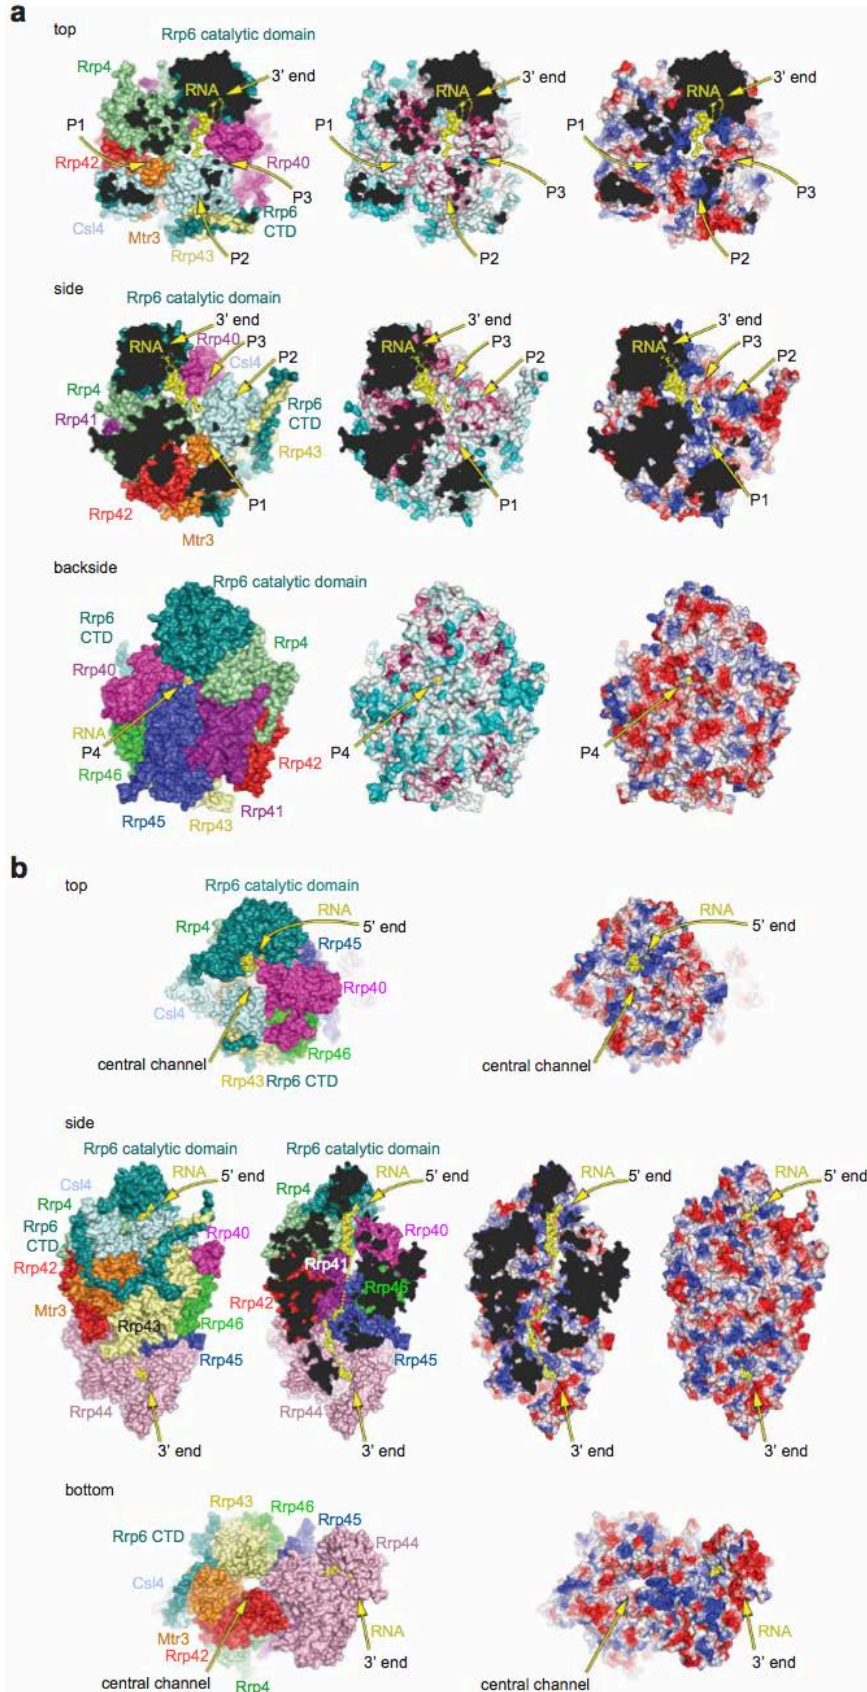 a
top
Rrp6 catalytic domain
Rrp4
RNA
3' end
P1
Rrp42
Rrp40
P3
Csl4
Mtr3
Rrp43
P2
Rrp6
CTD
RNA
3' end
P1
P3
P2
RNA
3' end
P1
P3
P2
side
Rrp6 catalytic domain
3' end
RNA
Rrp40
P3
Csl4
P2
Rrp4
Rrp41
Rrp6
CTD
Rrp43
P1
Rrp42
Mtr3
3' end
RNA
P3
P2
P1
3' end
RNA
P3
P2
P1
backside
Rrp6 catalytic domain
Rrp6
CTD
Rrp4
Rrp40
RNA
P4
Rrp46
Rrp42
Rrp45
Rrp43
Rrp41
P4
P4
b
top
Rrp6 catalytic domain
RNA
Rrp4
5' end
Rrp45
Rrp40
Csl4
central channel
Rrp46
Rrp43
Rrp6 CTD
RNA
5' end
central channel
side
Rrp6 catalytic domain
Csl4
RNA
5' end
Rrp4
Rrp6
CTD
Rrp40
Rrp42
Mtr3
Rrp43
Rrp46
Rrp45
Rrp44
3' end
Rrp6 catalytic domain
RNA
5' end
Rrp4
Rrp40
Rrp41
Rrp46
Rrp42
Rrp45
Rrp44
3' end
RNA
5' end
3' end
RNA
5' end
3' end
bottom
Rrp43
Rrp46
Rrp45
Rrp6 CTD
Rrp44
Csl4
Mtr3
Rrp42
RNA
3' end
central channel
Rrp4
RNA
3' end
central channel